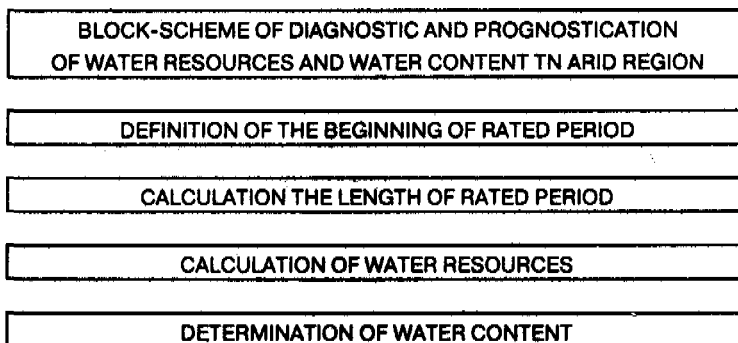 BLOCK-SCHEME OF DIAGNOSTIC AND PROGNOSTICATION
OF WATER RESOURCES AND WATER CONTENT TN ARID REGION
DEFINITION OF THE BEGINNING OF RATED PERIOD
CALCULATION THE LENGTH OF RATED PERIOD
CALCULATION OF WATER RESOURCES
DETERMINATION OF WATER CONTENT